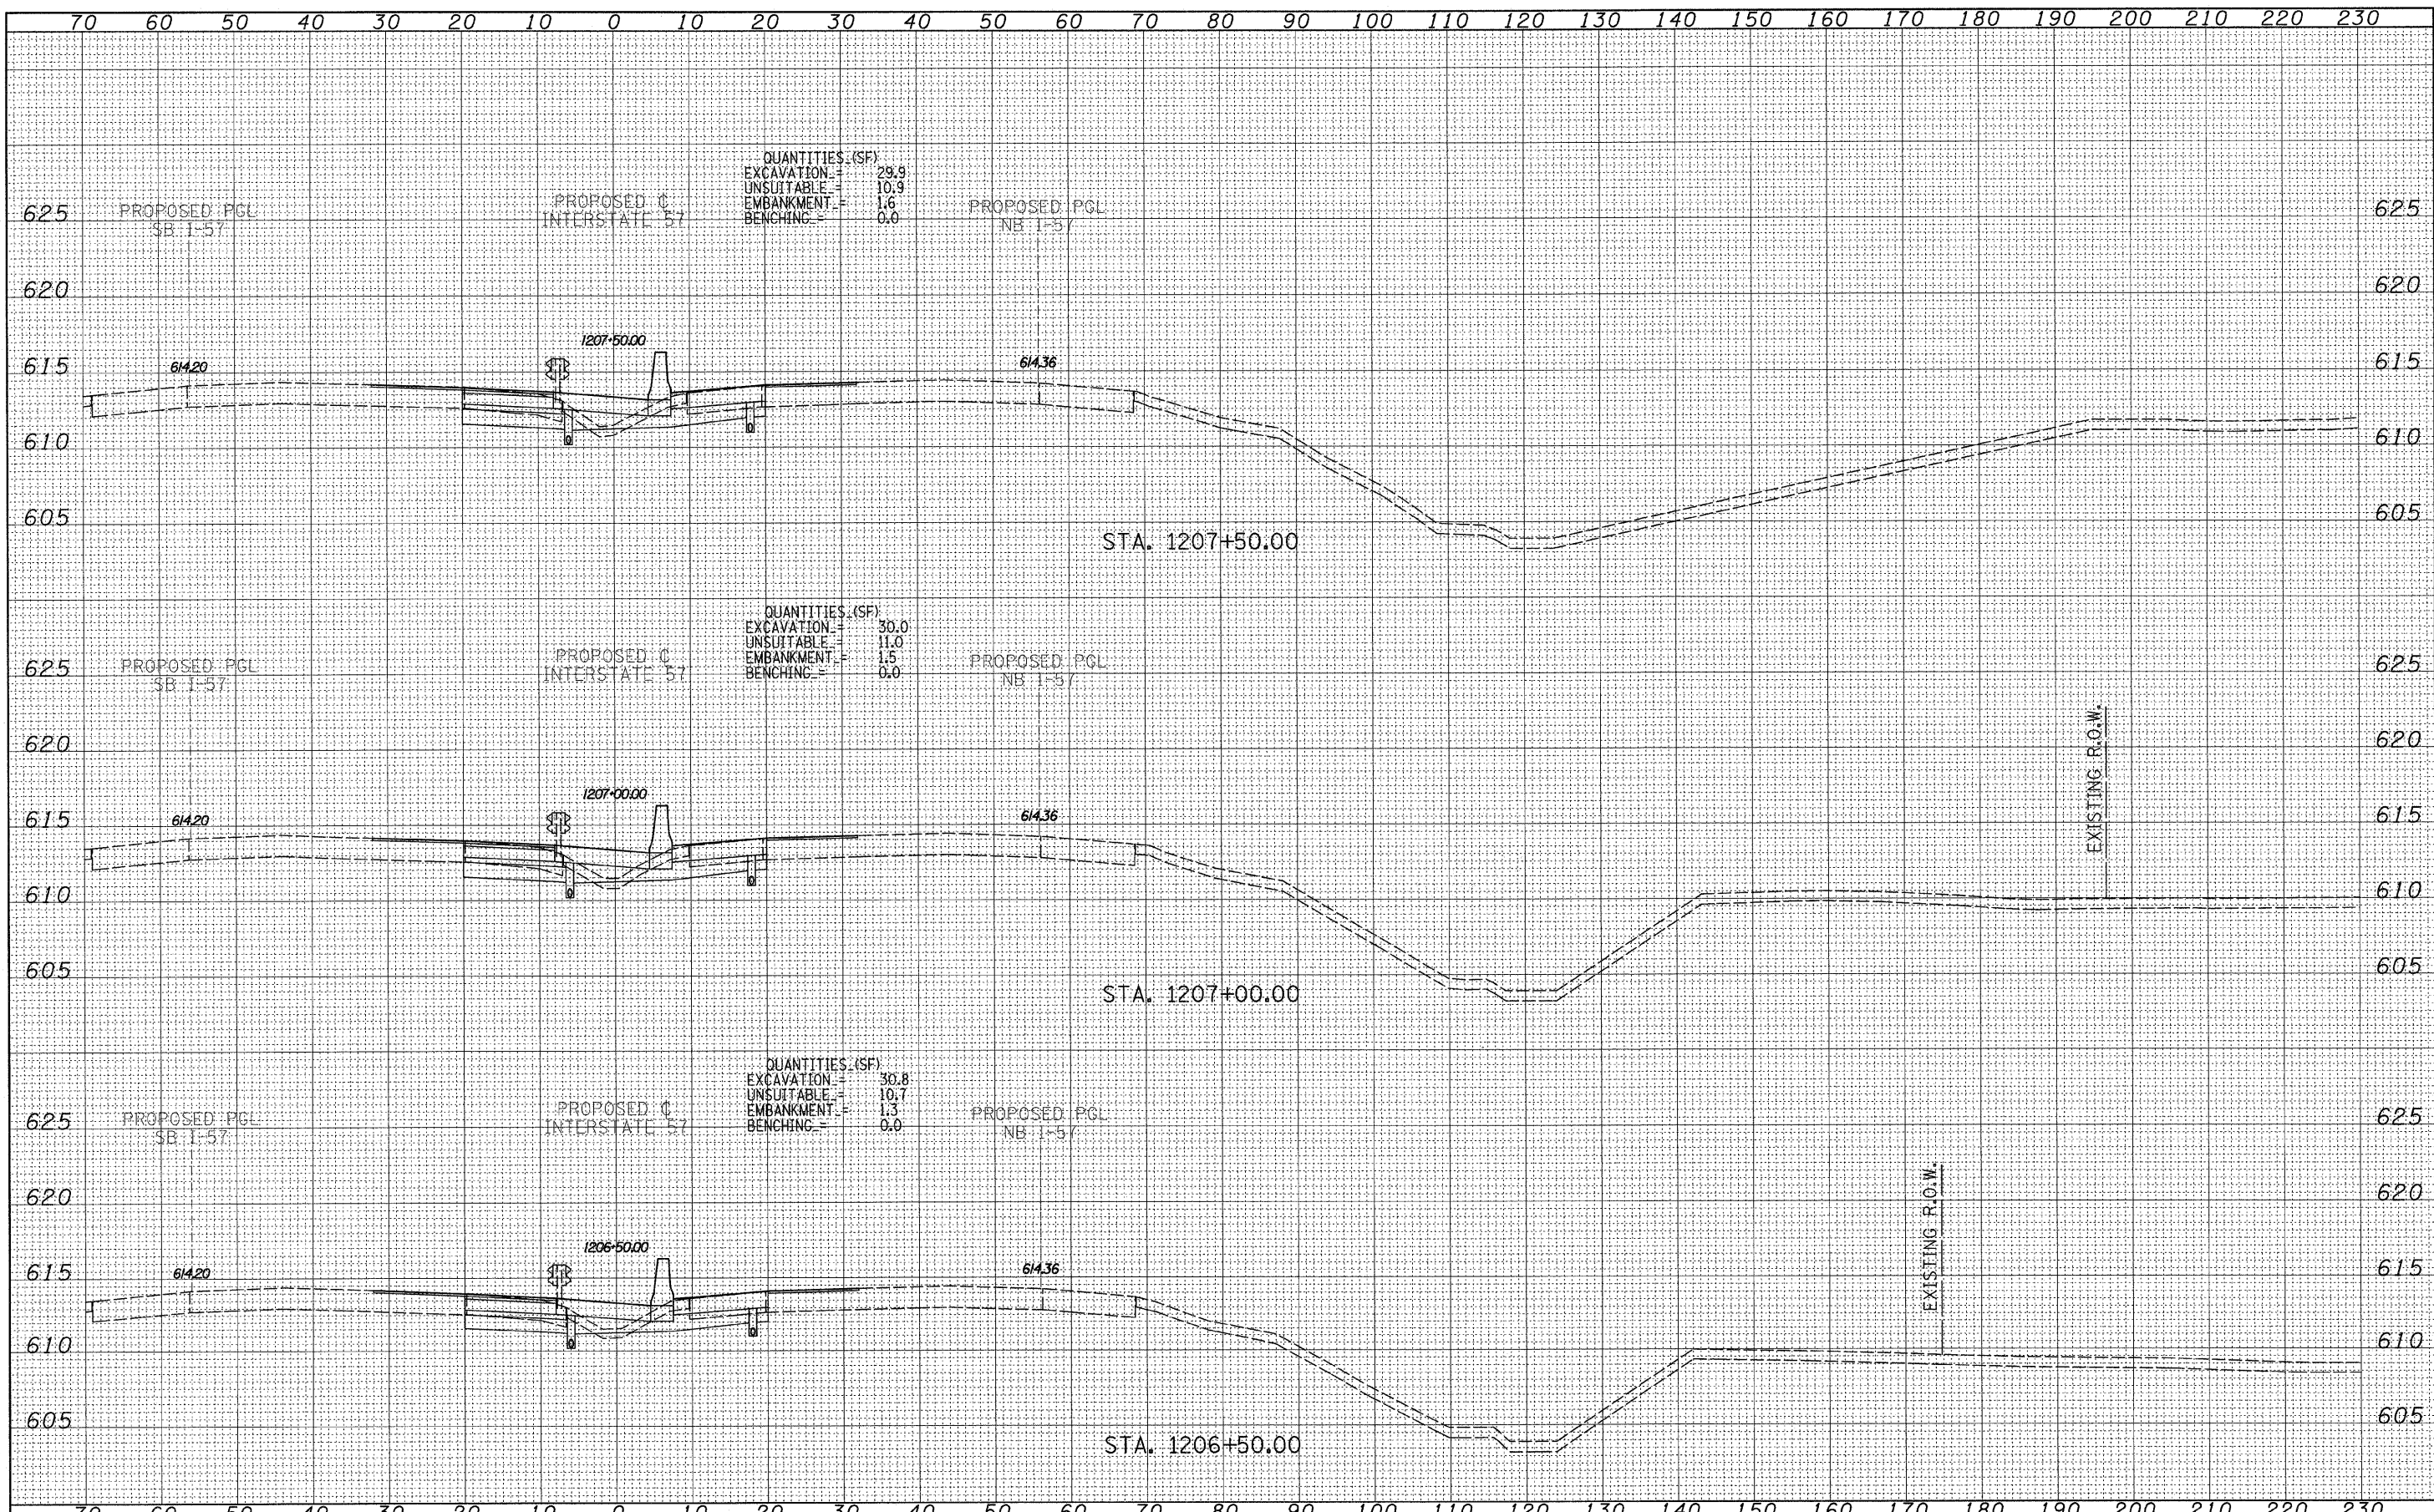 70 60 50 40 30 20 10 0 10 20 30 40 50 60 70 80 90 100 110 120 130 140 150 160 170 180 190 200 210 220 230
QUANTITIES (SF)
EXCAVATION = 29.9
UNSUITABLE = 10.9
EMBANKMENT = 1.6
BENCHING = 0.0
PROPOSED PGL
SB I-57
PROPOSED ℄
INTERSTATE 57
PROPOSED PGL
NB I-57
625 625
620 620
1207+50.00
615 614.20 614.36 615
610 610
605 605
STA. 1207+50.00
QUANTITIES (SF)
EXCAVATION = 30.0
UNSUITABLE = 11.0
EMBANKMENT = 1.5
BENCHING = 0.0
PROPOSED PGL
SB I-57
PROPOSED ℄
INTERSTATE 57
PROPOSED PGL
NB I-57
625 625
620 620
EXISTING R.O.W.
1207+00.00
615 614.20 614.36 615
610 610
605 605
STA. 1207+00.00
QUANTITIES (SF)
EXCAVATION = 30.8
UNSUITABLE = 10.7
EMBANKMENT = 1.3
BENCHING = 0.0
PROPOSED PGL
SB I-57
PROPOSED ℄
INTERSTATE 57
PROPOSED PGL
NB I-57
625 625
620 620
EXISTING R.O.W.
1206+50.00
615 614.20 614.36 615
610 610
605 605
STA. 1206+50.00
70 60 50 40 30 20 10 0 10 20 30 40 50 60 70 80 90 100 110 120 130 140 150 160 170 180 190 200 210 220 230